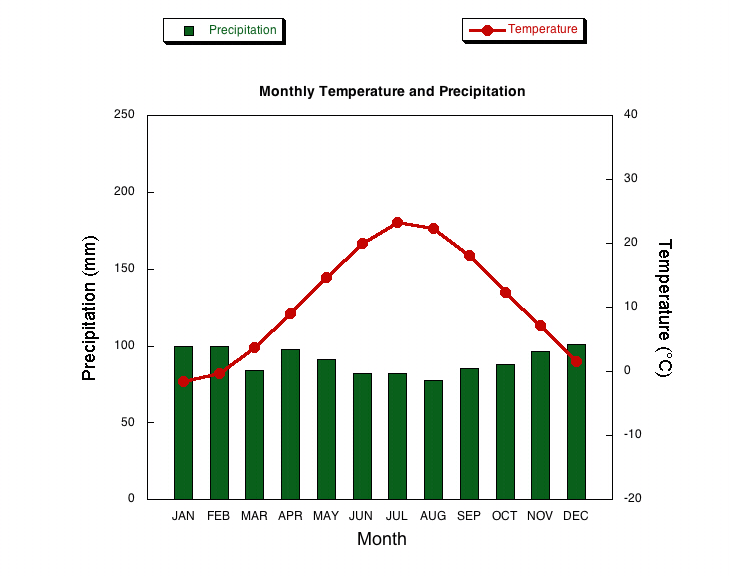 Precipitation
Temperature
Monthly Temperature and Precipitation
250
200
150
100
50
0
40
30
20
10
0
-10
-20
Precipitation (mm)
Temperature (°C)
JAN FEB MAR APR MAY JUN JUL AUG SEP OCT NOV DEC
Month